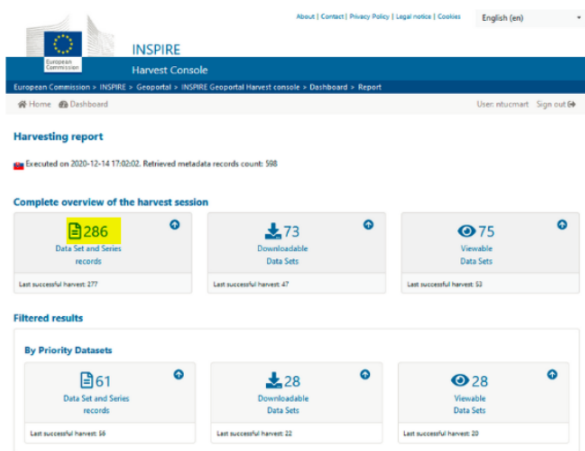 About | Contact | Privacy Policy | Legal notice | Cookies
English (en)
European
Commission
INSPIRE
Harvest Console
European Commission > INSPIRE > Geoportal > INSPIRE Geoportal Harvest console > Dashboard > Report
Home Dashboard
User: ntucmart Sign out
Harvesting report
Executed on 2020-12-14 17:02:02. Retrieved metadata records count: 598
Complete overview of the harvest session
286
Data Set and Series
records
Last successful harvest: 277
73
Downloadable
Data Sets
Last successful harvest: 47
75
Viewable
Data Sets
Last successful harvest: 53
Filtered results
By Priority Datasets
61
Data Set and Series
records
Last successful harvest: 56
28
Downloadable
Data Sets
Last successful harvest: 22
28
Viewable
Data Sets
Last successful harvest: 20